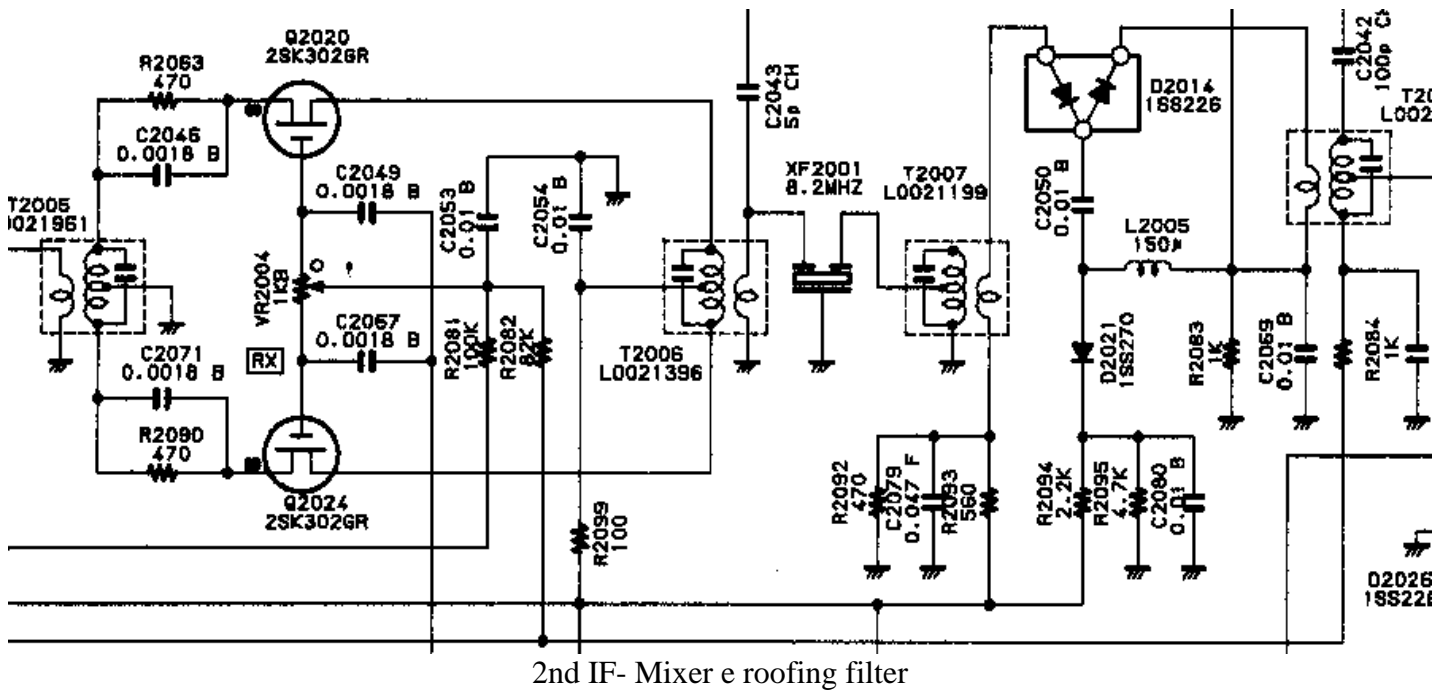 Q2020
2SK302GR
R2063
470
C2046
0.0018 B
C2043
5p CH
D2014
1SS226
C2042
100p CH
C2049
0.0018 B
C2053
0.01 B
C2054
0.01 B
XF2001
8.2MHZ
T2007
L0021199
C2050
0.01 B
L2005
150μ
T2005
0021961
VR2004
1KB
C2067
0.0018 B
RX
C2071
0.0018 B
R2081
100K
R2082
82K
T2006
L0021396
D2021
1SS270
R2083
1K
C2069
0.01 B
R2084
1K
R2090
470
Q2024
2SK302GR
R2092
470
C2079
0.047 F
R2093
560
R2094
2.2K
R2095
4.7K
C2080
0.01 B
R2099
100
D2026
1SS226
2nd IF- Mixer e roofing filter